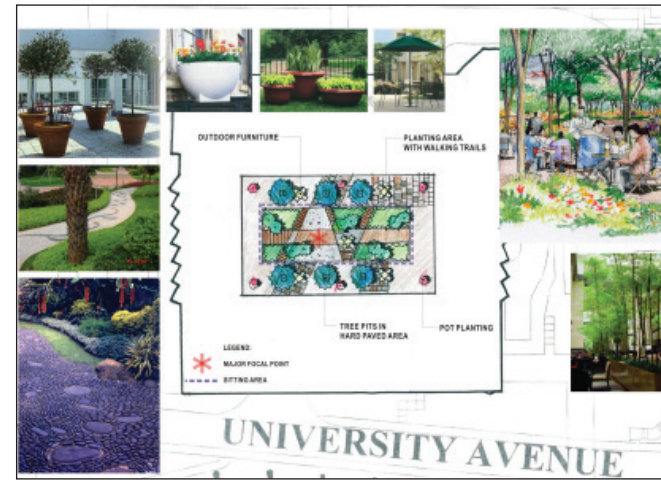 OUTDOOR FURNITURE
PLANTING AREA
WITH WALKING TRAILS
TREE PITS IN
HARD PAVED AREA
POT PLANTING
LEGEND:
MAJOR FOCAL POINT
SITTING AREA
UNIVERSITY AVENUE